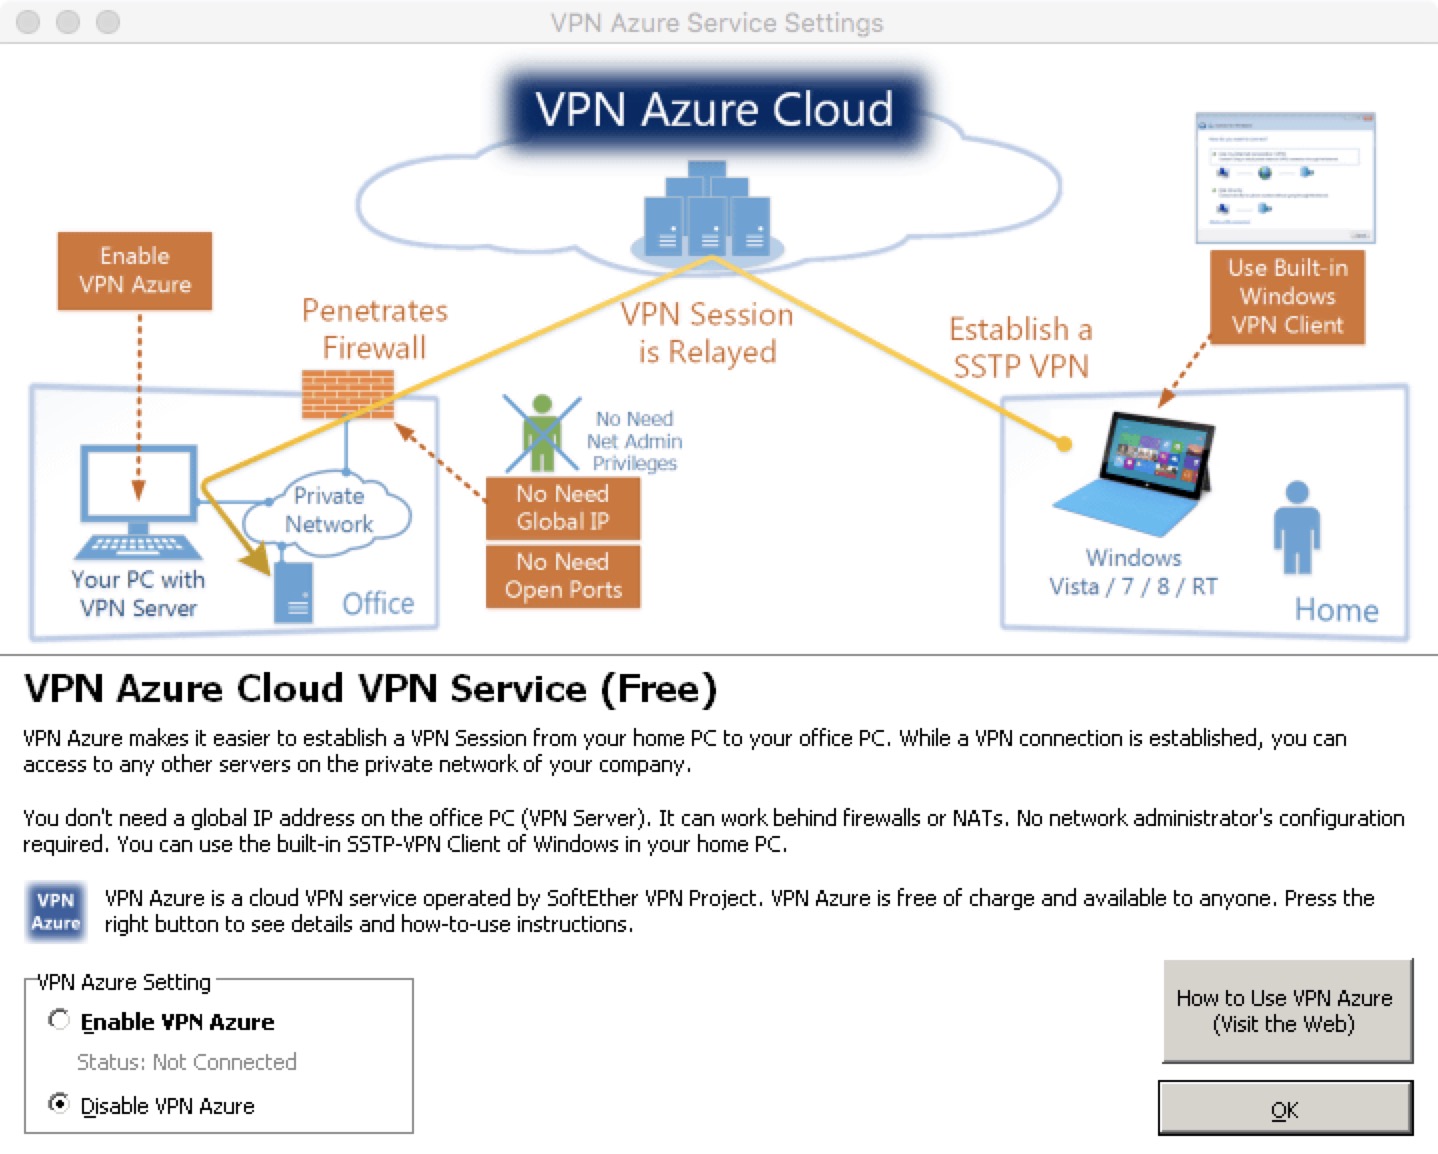 VPN Azure Service Settings
VPN Azure Cloud
Enable
VPN Azure
Penetrates
Firewall
VPN Session
is Relayed
Establish a
SSTP VPN
Use Built-in
Windows
VPN Client
No Need
Net Admin
Privileges
No Need
Global IP
No Need
Open Ports
Private
Network
Your PC with
VPN Server
Office
Windows
Vista / 7 / 8 / RT
Home
VPN Azure Cloud VPN Service (Free)
VPN Azure makes it easier to establish a VPN Session from your home PC to your office PC. While a VPN connection is established, you can
access to any other servers on the private network of your company.
You don't need a global IP address on the office PC (VPN Server). It can work behind firewalls or NATs. No network administrator's configuration
required. You can use the built-in SSTP-VPN Client of Windows in your home PC.
VPN
Azure
VPN Azure is a cloud VPN service operated by SoftEther VPN Project. VPN Azure is free of charge and available to anyone. Press the
right button to see details and how-to-use instructions.
VPN Azure Setting
Enable VPN Azure
Status: Not Connected
Disable VPN Azure
How to Use VPN Azure
(Visit the Web)
OK